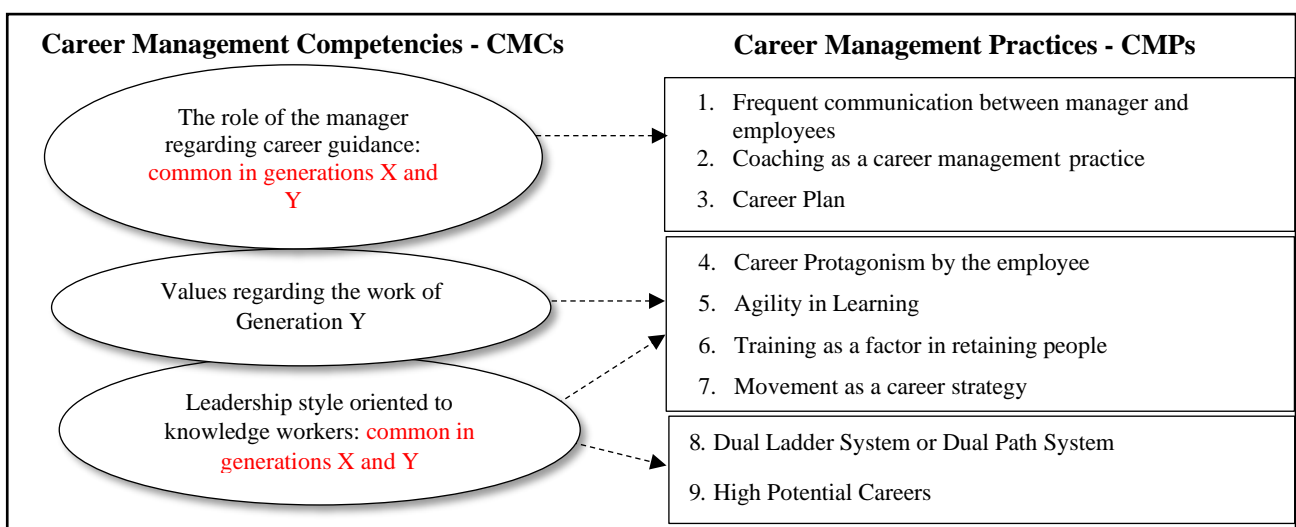 Career Management Competencies - CMCs
The role of the manager
regarding career guidance:
common in generations X and
Y
Values regarding the work of
Generation Y
Leadership style oriented to
knowledge workers: common in
generations X and Y
Career Management Practices - CMPs
1. Frequent communication between manager and
employees
2. Coaching as a career management practice
3. Career Plan
4. Career Protagonism by the employee
5. Agility in Learning
6. Training as a factor in retaining people
7. Movement as a career strategy
8. Dual Ladder System or Dual Path System
9. High Potential Careers